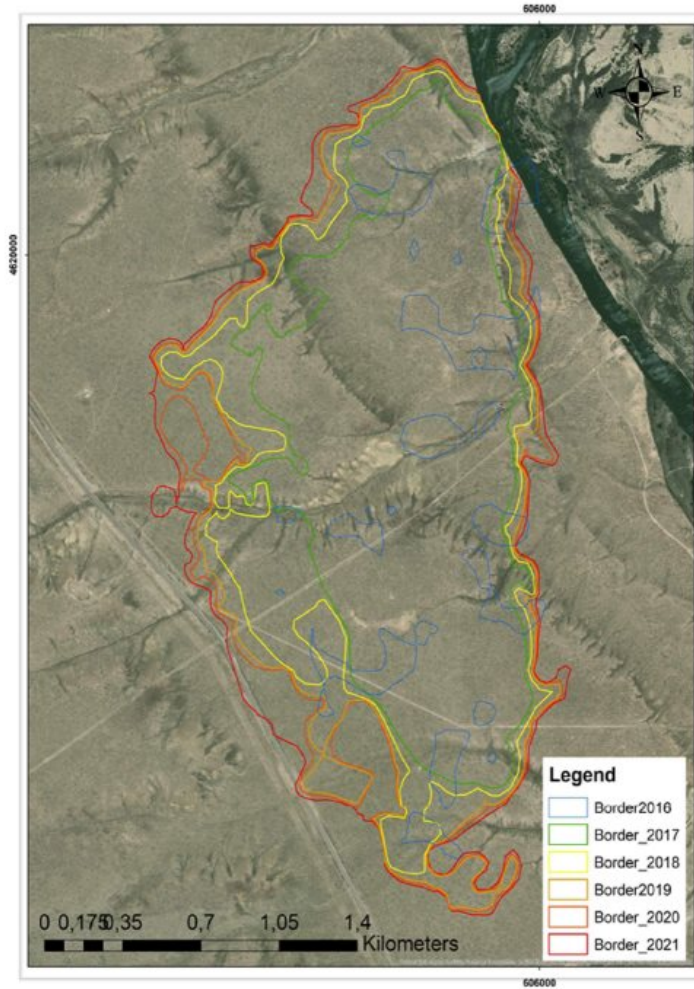 606000
N
W E
S
4620000
Legend
Border2016
Border_2017
Border_2018
Border2019
Border_2020
Border_2021
0 0,175 0,35 0,7 1,05 1,4
Kilometers
606000